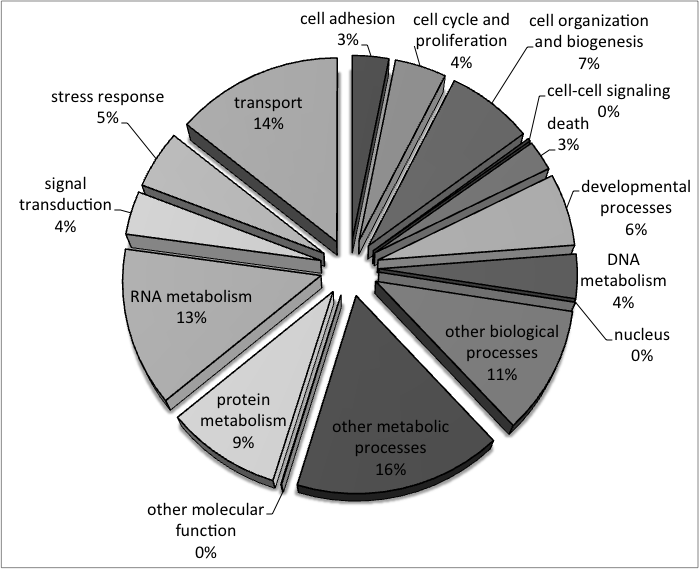 cell adhesion
3%
cell cycle and
proliferation
4%
cell organization
and biogenesis
7%
cell-cell signaling
0%
death
3%
developmental
processes
6%
DNA
metabolism
4%
nucleus
0%
other biological
processes
11%
other metabolic
processes
16%
other molecular
function
0%
protein
metabolism
9%
RNA metabolism
13%
signal
transduction
4%
stress response
5%
transport
14%